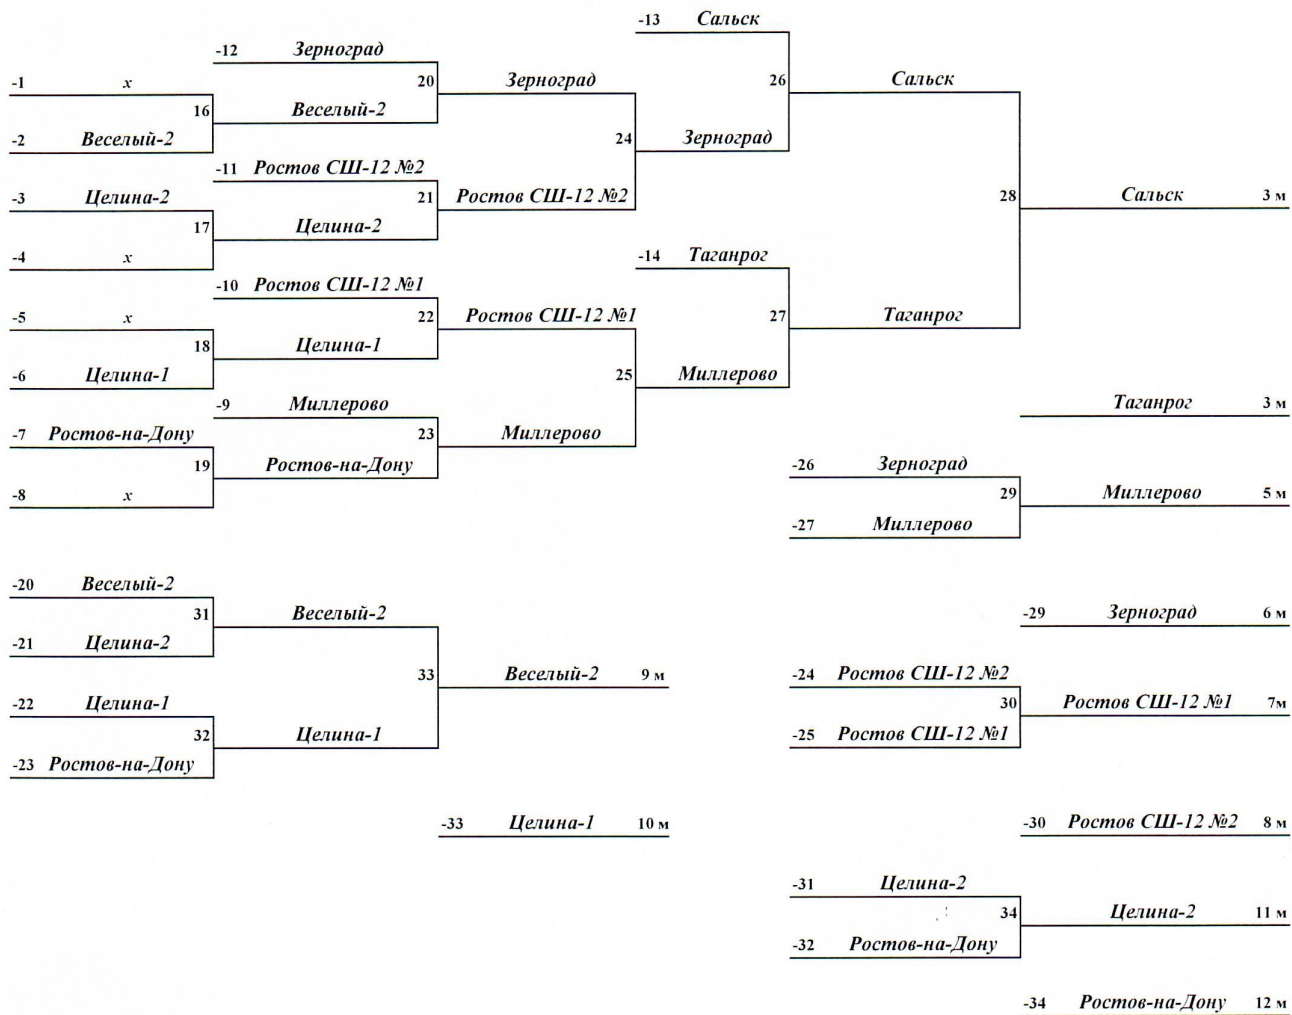 -13 Сальск
-12 Зерноград
-1 х
20 Зерноград
26 Сальск
16 Веселый-2
-2 Веселый-2
24 Зерноград
-11 Ростов СШ-12 №2
-3 Целина-2
21 Ростов СШ-12 №2
28 Сальск 3 м
17 Целина-2
-4 х
-14 Таганрог
-10 Ростов СШ-12 №1
-5 х
22 Ростов СШ-12 №1
27 Таганрог
18 Целина-1
-6 Целина-1
25 Миллерово
-9 Миллерово
Таганрог 3 м
-7 Ростов-на-Дону
23 Миллерово
19 Ростов-на-Дону
-26 Зерноград
-8 х
29 Миллерово 5 м
-27 Миллерово
-20 Веселый-2
31 Веселый-2
-29 Зерноград 6 м
-21 Целина-2
33 Веселый-2 9 м
-24 Ростов СШ-12 №2
-22 Целина-1
30 Ростов СШ-12 №1 7м
32 Целина-1
-25 Ростов СШ-12 №1
-23 Ростов-на-Дону
-33 Целина-1 10 м
-30 Ростов СШ-12 №2 8 м
-31 Целина-2
34 Целина-2 11 м
-32 Ростов-на-Дону
-34 Ростов-на-Дону 12 м